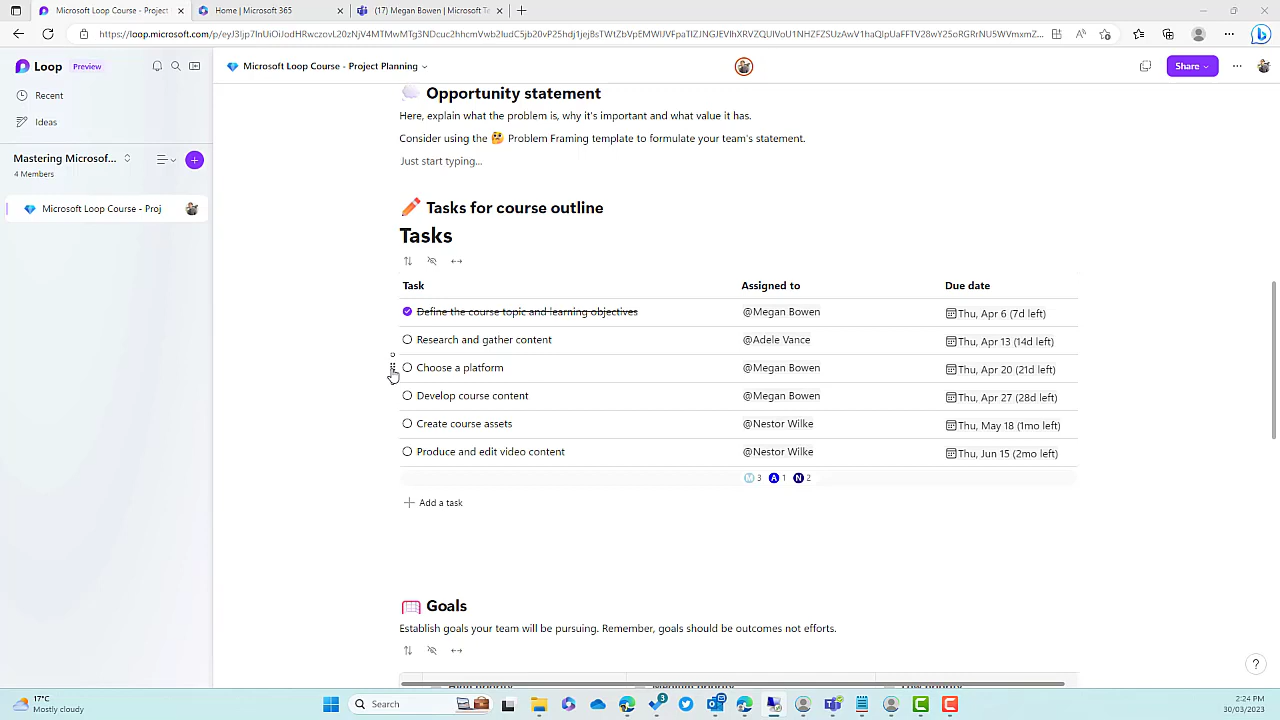 Microsoft Loop Course - Project
Home | Microsoft 365
(17) Megan Bowen | Microsoft Te
Loop Preview
Microsoft Loop Course - Project Planning
Share
Recent
Ideas
Mastering Microsof...
4 Members
Microsoft Loop Course - Proj
Opportunity statement
Here, explain what the problem is, why it's important and what value it has.
Consider using the Problem Framing template to formulate your team's statement.
Just start typing...
Tasks for course outline
Tasks
Task Assigned to Due date
Define the course topic and learning objectives @Megan Bowen Thu, Apr 6 (7d left)
Research and gather content @Adele Vance Thu, Apr 13 (14d left)
Choose a platform @Megan Bowen Thu, Apr 20 (21d left)
Develop course content @Megan Bowen Thu, Apr 27 (28d left)
Create course assets @Nestor Wilke Thu, May 18 (1mo left)
Produce and edit video content @Nestor Wilke Thu, Jun 15 (2mo left)
M 3 A 1 N 2
Add a task
Goals
Establish goals your team will be pursuing. Remember, goals should be outcomes not efforts.
17°C
Mostly cloudy
Search
3
2:24 PM
30/03/2023